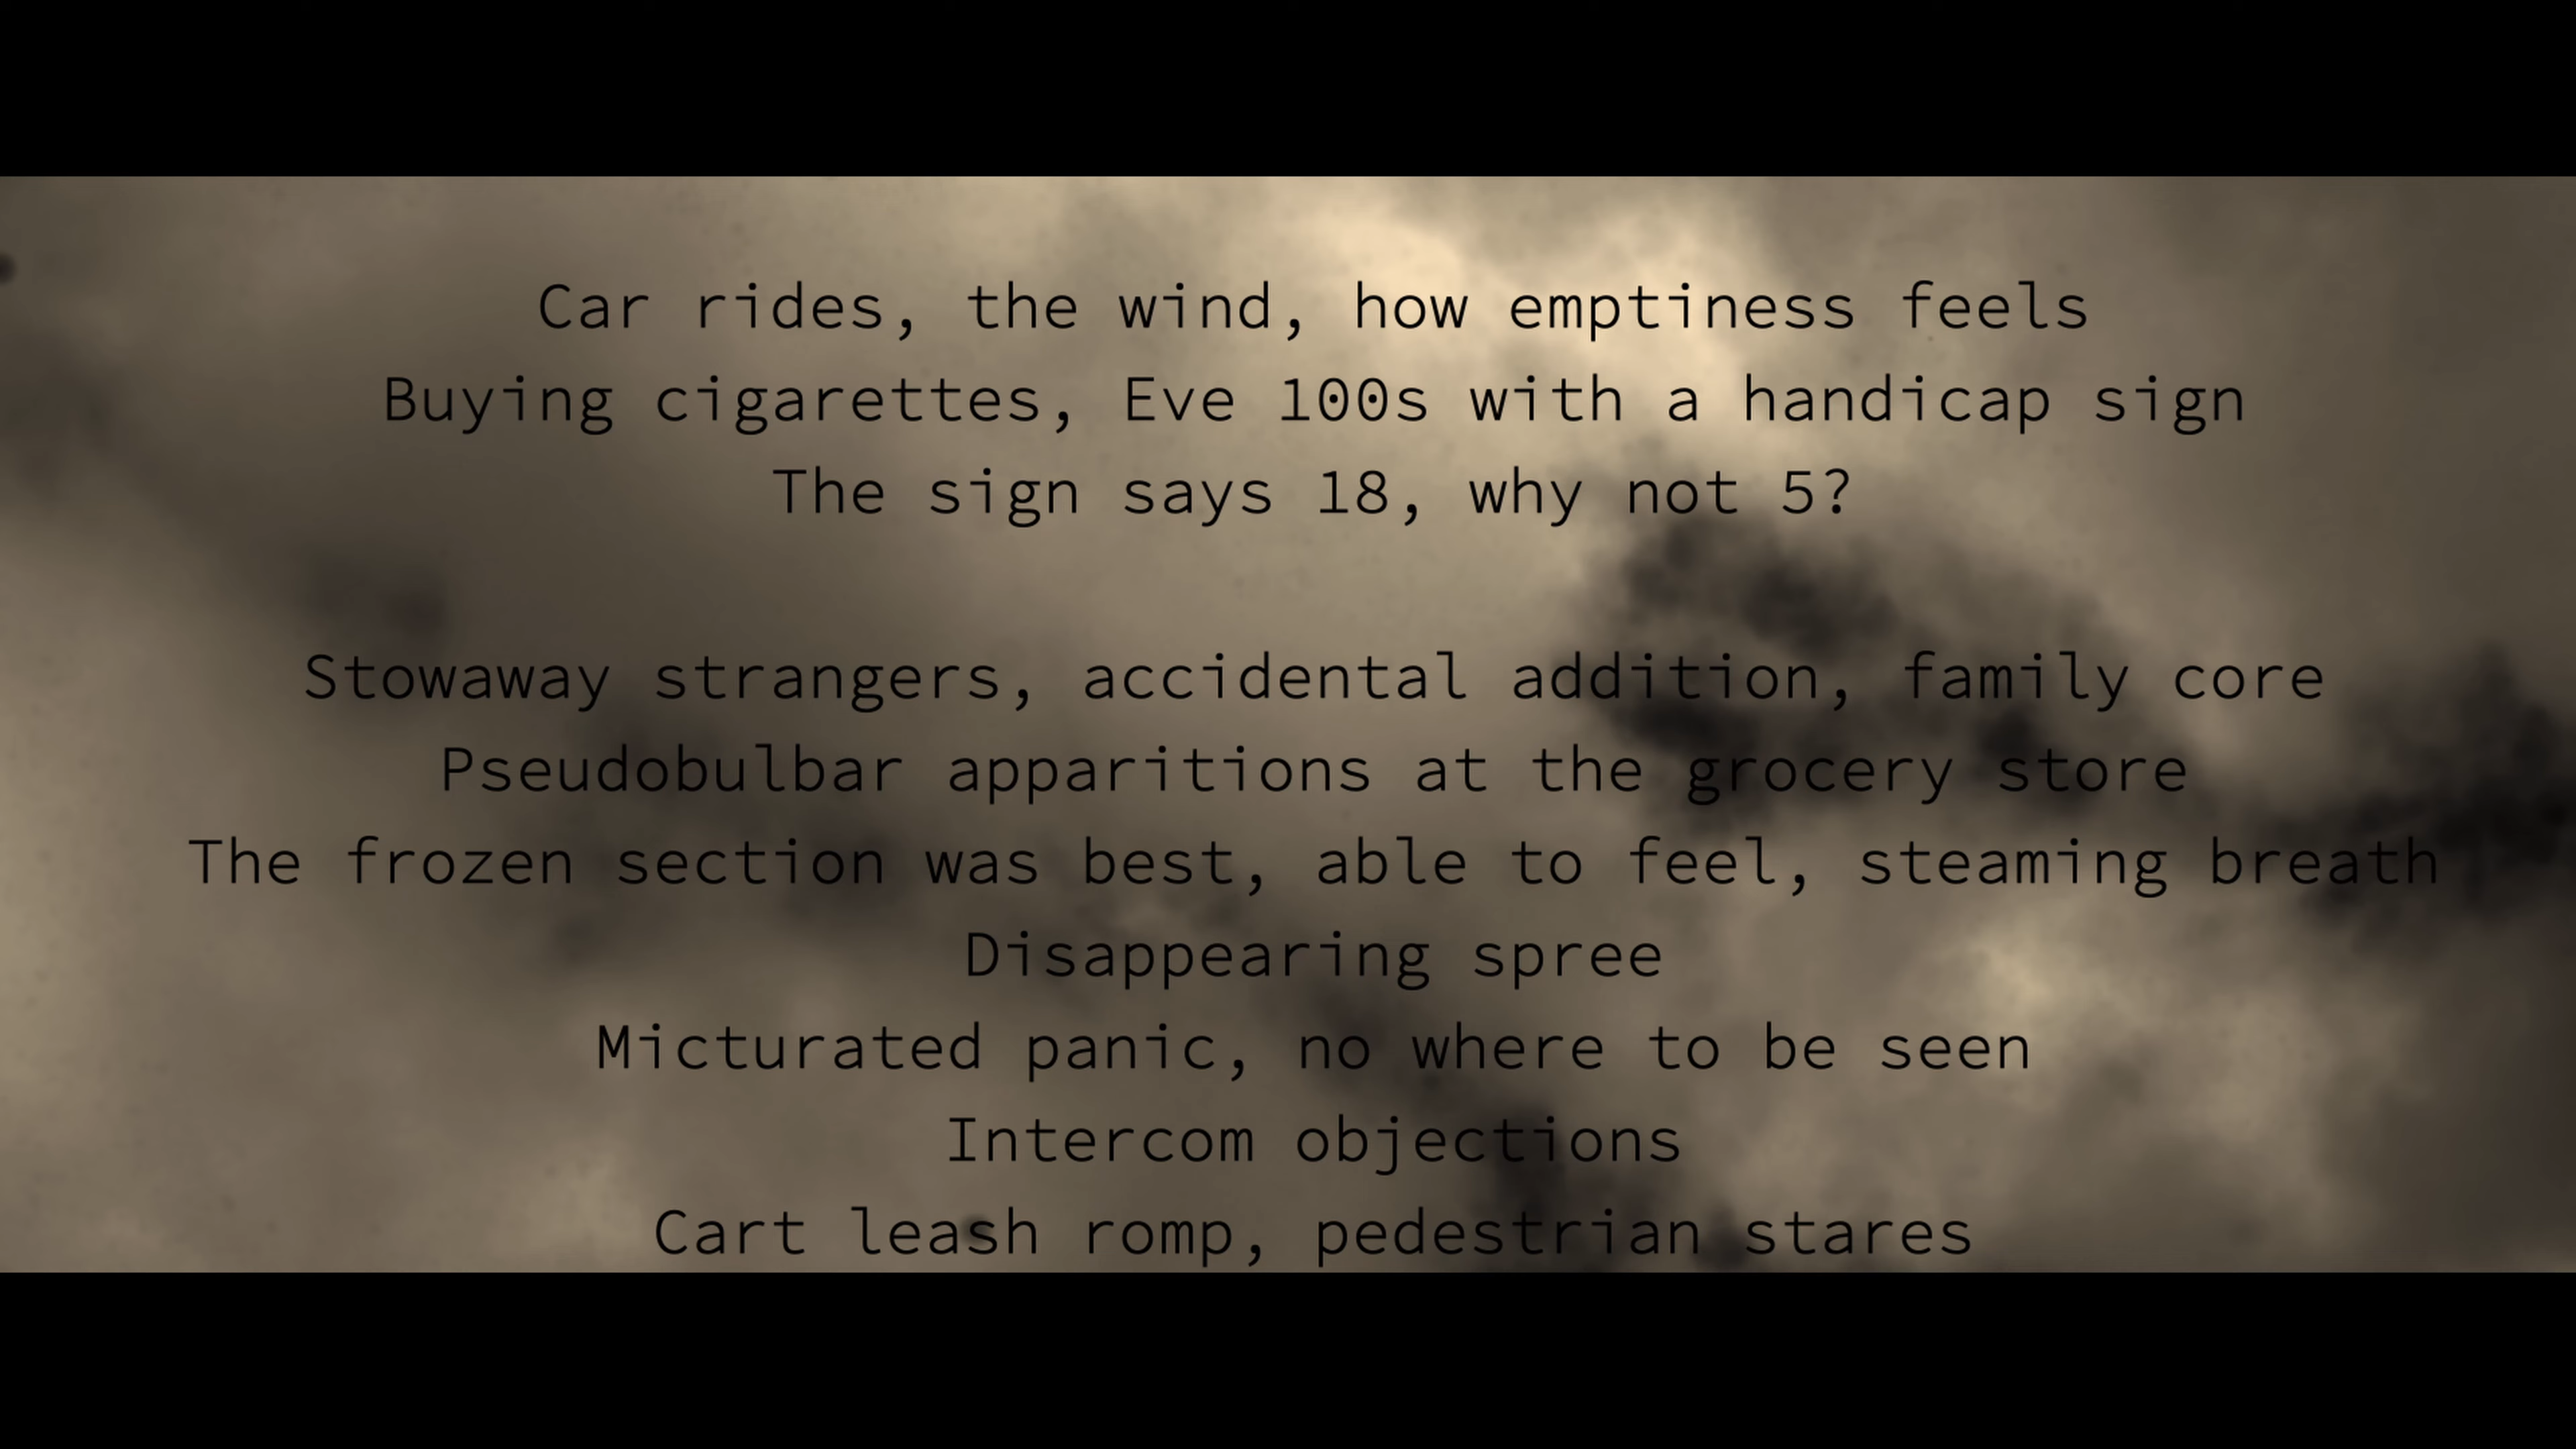 Car rides, the wind, how emptiness feels
Buying cigarettes, Eve 100s with a handicap sign
The sign says 18, why not 5?
Stowaway strangers, accidental addition, family core
Pseudobulbar apparitions at the grocery store
The frozen section was best, able to feel, steaming breath
Disappearing spree
Micturated panic, no where to be seen
Intercom objections
Cart leash romp, pedestrian stares